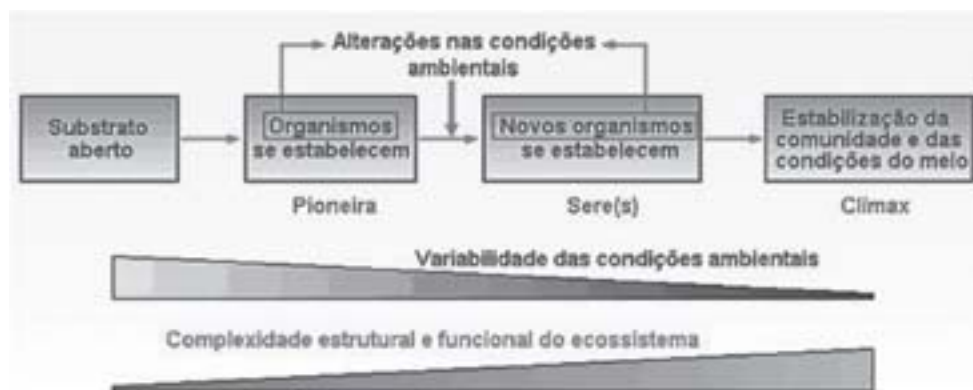 Alterações nas condições
ambientais
Substrato
aberto
Organismos
se estabelecem
Novos organismos
se estabelecem
Estabilização da
comunidade e das
condições do meio
Pioneira
Sere(s)
Clímax
Variabilidade das condições ambientais
Complexidade estrutural e funcional do ecossistema